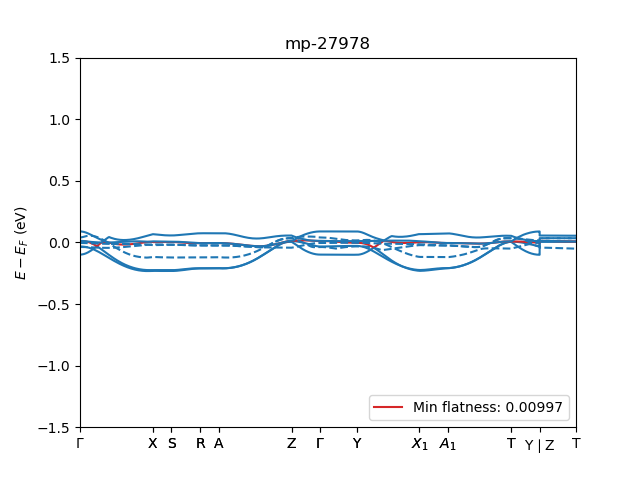 mp-27978
E − E_F (eV)
1.5
1.0
0.5
0.0
−0.5
−1.0
−1.5
Min flatness: 0.00997
Γ X S R A Z Γ Y X₁ A₁ T Y | Z T